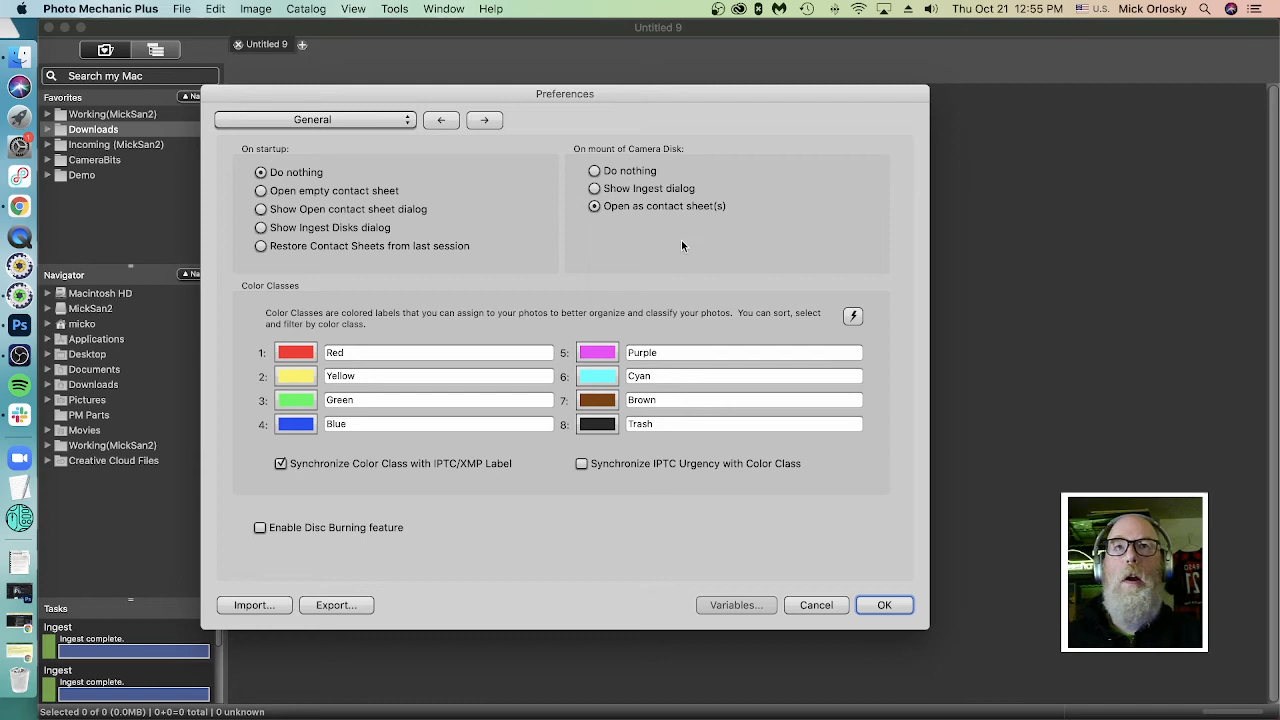 Photo Mechanic Plus File Edit Image Catalog View Tools Window Help U.S. Thu Oct 21 12:55 PM Mick Orlosky
Untitled 9
Untitled 9
Search my Mac
Favorites Na
Working(MickSan2)
Downloads
Incoming (MickSan2)
CameraBits
Demo
Navigator Na
Macintosh HD
MickSan2
micko
Applications
Desktop
Documents
Downloads
Pictures
PM Parts
Movies
Working(MickSan2)
Creative Cloud Files
Tasks
Ingest
Ingest complete.
Ingest
Ingest complete.
Selected 0 of 0 (0.0MB) | 0+0=0 total | 0 unknown
Preferences
General
On startup:
Do nothing
Open empty contact sheet
Show Open contact sheet dialog
Show Ingest Disks dialog
Restore Contact Sheets from last session
On mount of Camera Disk:
Do nothing
Show Ingest dialog
Open as contact sheet(s)
Color Classes
Color Classes are colored labels that you can assign to your photos to better organize and classify your photos. You can sort, select
and filter by color class.
1: Red
2: Yellow
3: Green
4: Blue
5: Purple
6: Cyan
7: Brown
8: Trash
Synchronize Color Class with IPTC/XMP Label
Synchronize IPTC Urgency with Color Class
Enable Disc Burning feature
Import... Export... Variables... Cancel OK
1
Ps
21